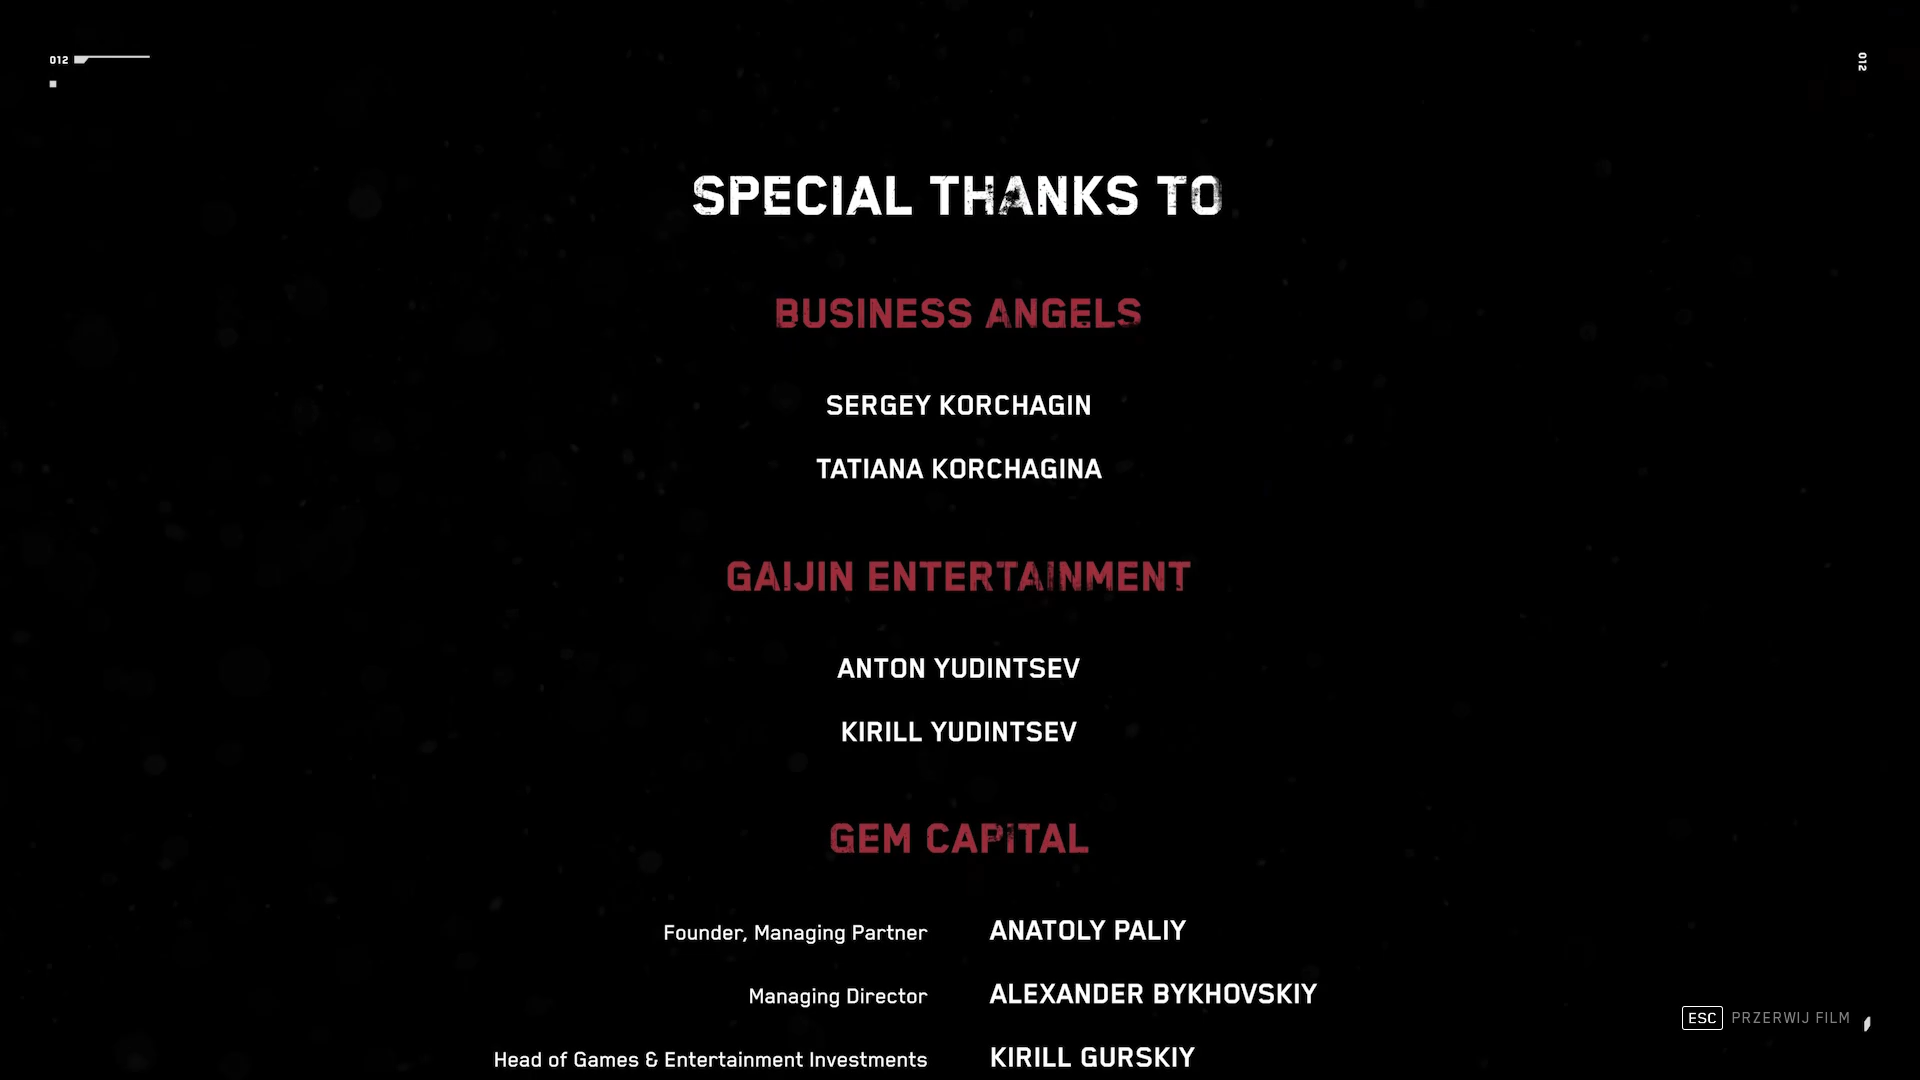 012
012
SPECIAL THANKS TO
BUSINESS ANGELS
SERGEY KORCHAGIN
TATIANA KORCHAGINA
GAIJIN ENTERTAINMENT
ANTON YUDINTSEV
KIRILL YUDINTSEV
GEM CAPITAL
Founder, Managing Partner ANATOLY PALIY
Managing Director ALEXANDER BYKHOVSKIY
ESC PRZERWIJ FILM
Head of Games & Entertainment Investments KIRILL GURSKIY